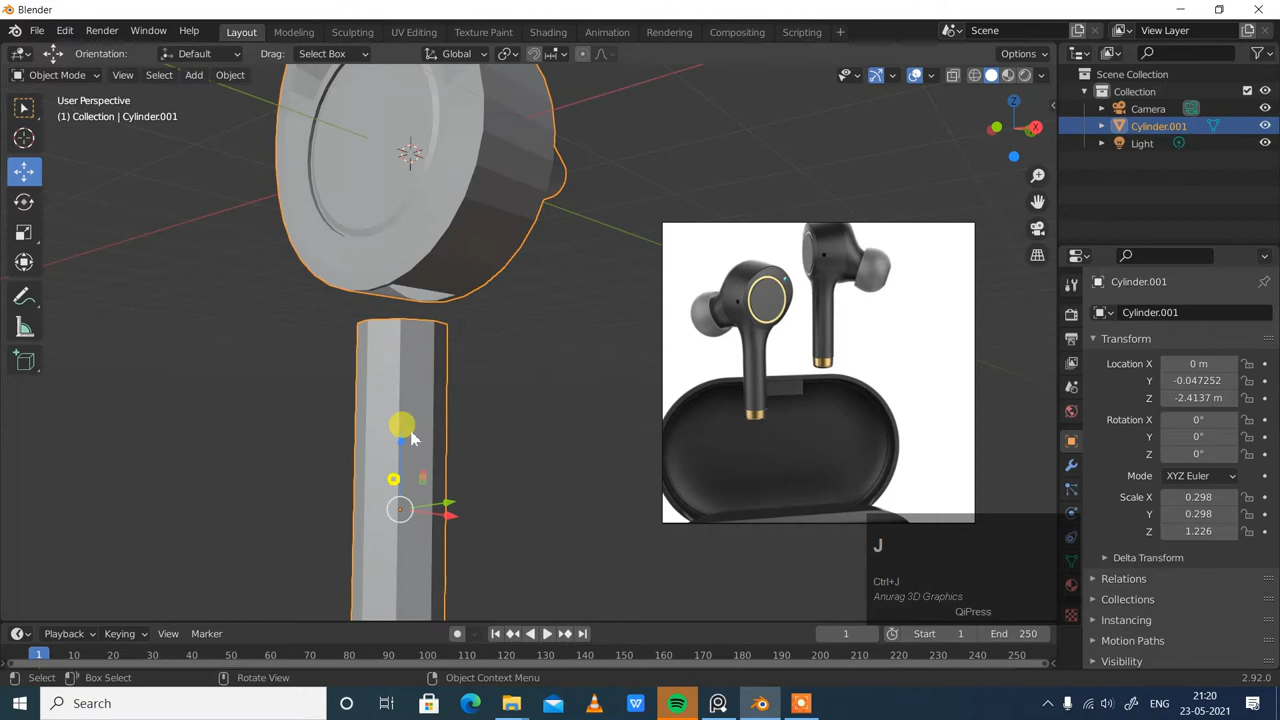 Blender
File Edit Render Window Help Layout Modeling Sculpting UV Editing Texture Paint Shading Animation Rendering Compositing Scripting Scene View Layer
Orientation: Default Drag: Select Box Global Options
Object Mode View Select Add Object
User Perspective
(1) Collection | Cylinder.001
Z
X
Scene Collection
Collection
Camera
Cylinder.001
Light
Cylinder.001
Cylinder.001
Transform
Location X 0 m
Y -0.047252
Z -2.4137 m
Rotation X 0°
Y 0°
Z 0°
Mode XYZ Euler
Scale X 0.298
Y 0.298
Z 1.226
Delta Transform
Relations
Collections
Instancing
Motion Paths
Visibility
J
Ctrl+J
Anurag 3D Graphics
QiPress
Playback Keying View Marker 1 Start 1 End 250
1 10 20 30 40 50 60 70 80 90 100 110 120 130 140 150 160 170 180 190 200 210 220 230 240 250
Select Box Select Rotate View Object Context Menu 2.92.0
Search
ENG
21:20
23-05-2021